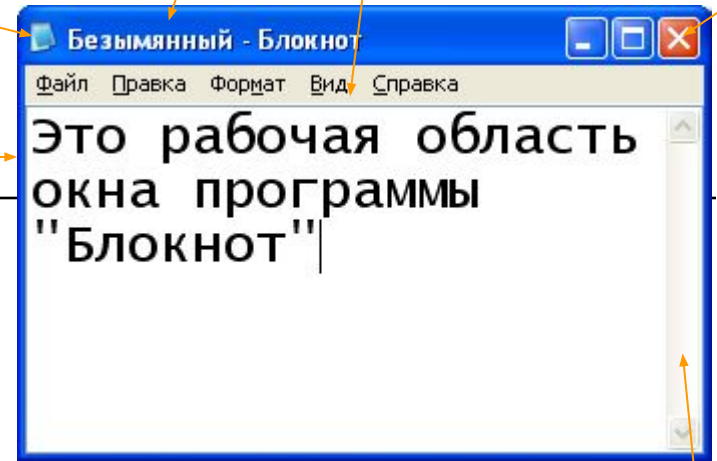 Безымянный - Блокнот
Файл Правка Формат Вид Справка
Это рабочая область
окна программы
"Блокнот"